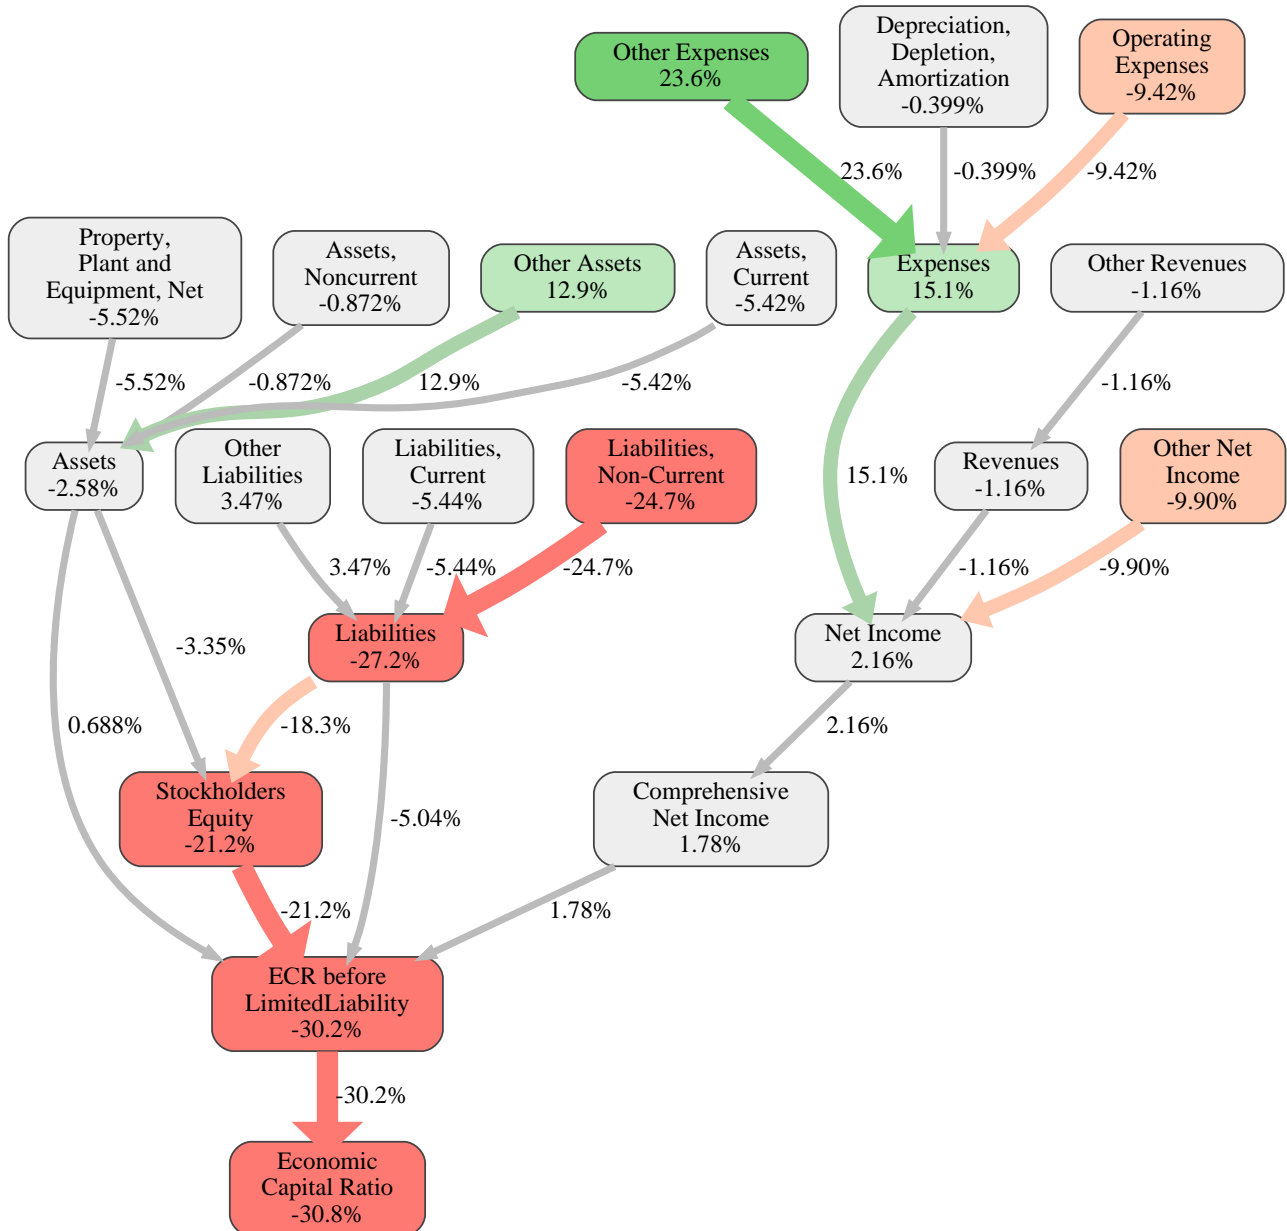 Other Expenses
23.6%
Depreciation,
Depletion,
Amortization
-0.399%
Operating
Expenses
-9.42%
23.6%
-0.399%
-9.42%
Property,
Plant and
Equipment, Net
-5.52%
Assets,
Noncurrent
-0.872%
Other Assets
12.9%
Assets,
Current
-5.42%
Expenses
15.1%
Other Revenues
-1.16%
-5.52%
-0.872%
12.9%
-5.42%
-1.16%
Assets
-2.58%
Other
Liabilities
3.47%
Liabilities,
Current
-5.44%
Liabilities,
Non-Current
-24.7%
15.1%
Revenues
-1.16%
Other Net
Income
-9.90%
3.47%
-5.44%
-24.7%
-1.16%
-9.90%
-3.35%
Liabilities
-27.2%
Net Income
2.16%
0.688%
-18.3%
2.16%
Stockholders
Equity
-21.2%
-5.04%
Comprehensive
Net Income
1.78%
-21.2%
1.78%
ECR before
LimitedLiability
-30.2%
-30.2%
Economic
Capital Ratio
-30.8%